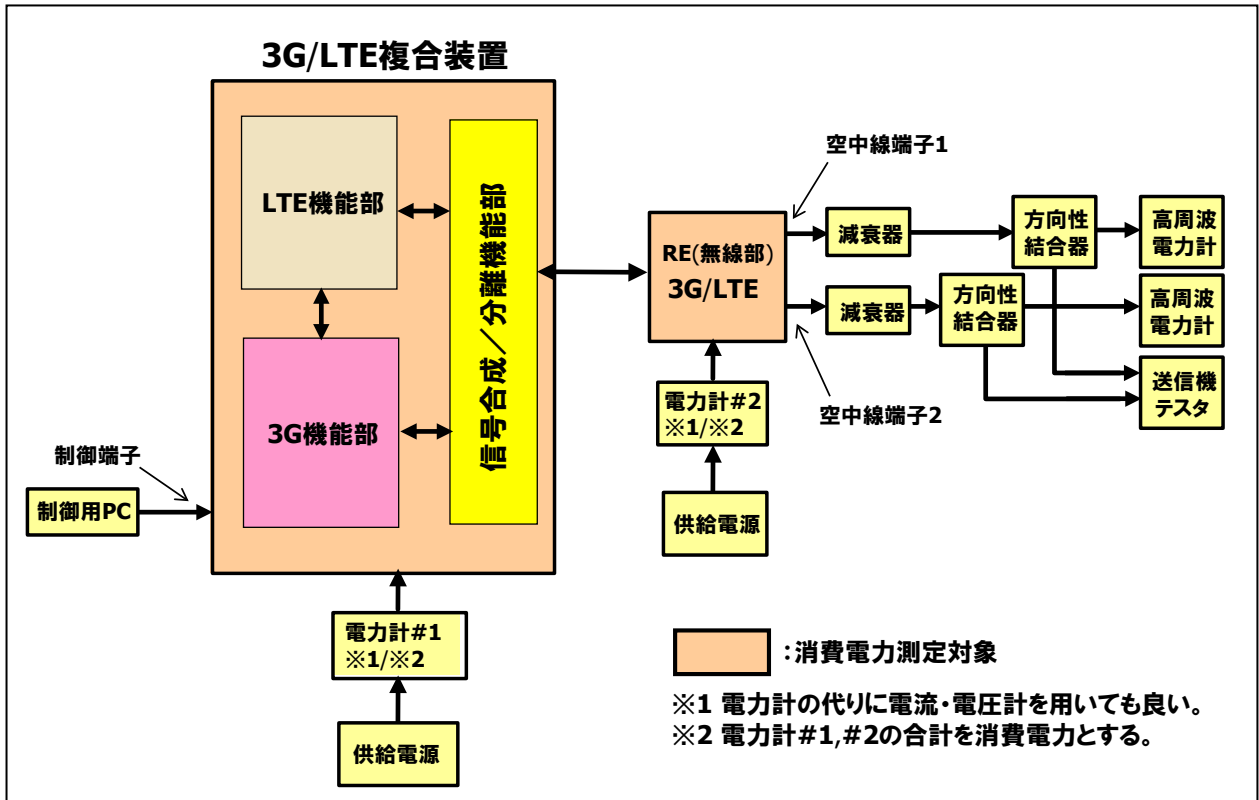 3G/LTE複合装置
LTE機能部
3G機能部
信号合成／分離機能部
制御端子
制御用PC
電力計#1
※1/※2
供給電源
RE(無線部)
3G/LTE
電力計#2
※1/※2
供給電源
空中線端子1
空中線端子2
減衰器
減衰器
方向性
結合器
方向性
結合器
高周波
電力計
高周波
電力計
送信機
テスタ
:消費電力測定対象
※1 電力計の代りに電流・電圧計を用いても良い。
※2 電力計#1,#2の合計を消費電力とする。